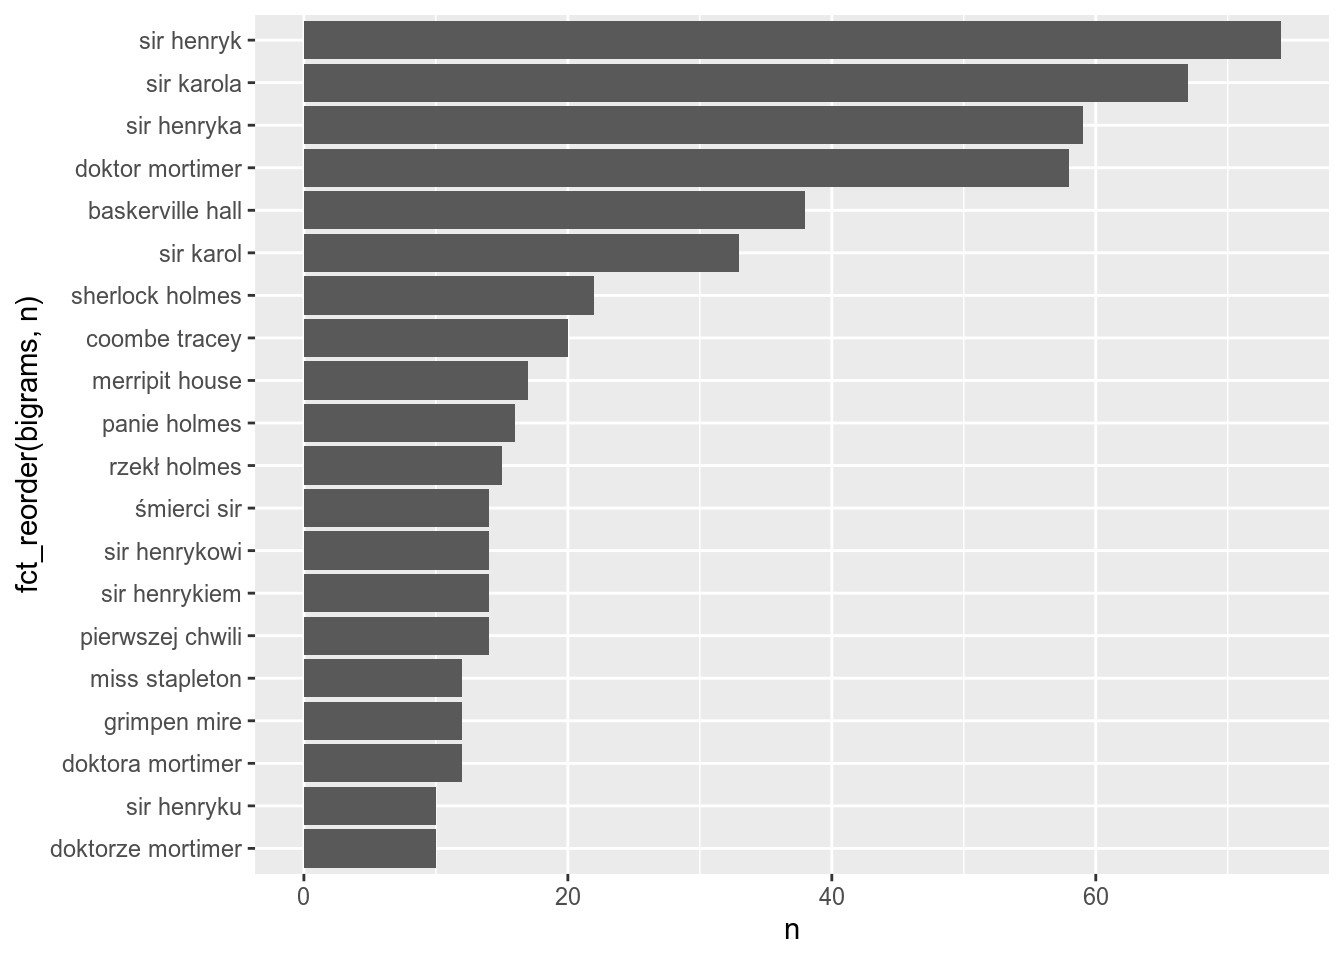 sir henryk
sir karola
sir henryka
doktor mortimer
baskerville hall
sir karol
sherlock holmes
coombe tracey
merripit house
panie holmes
rzekł holmes
śmierci sir
sir henrykowi
sir henrykiem
pierwszej chwili
miss stapleton
grimpen mire
doktora mortimer
sir henryku
doktorze mortimer
fct_reorder(bigrams, n)
0 20 40 60
n